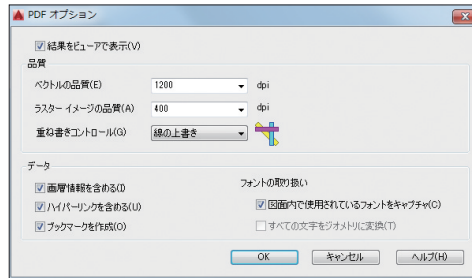 PDF オプション
結果をビューアで表示(V)
品質
ベクトルの品質(E) 1200 dpi
ラスター イメージの品質(A) 400 dpi
重ね書きコントロール(G) 線の上書き
データ
画層情報を含める(I)
ハイパーリンクを含める(U)
ブックマークを作成(O)
フォントの取り扱い
図面内で使用されているフォントをキャプチャ(C)
すべての文字をジオメトリに変換(T)
OK キャンセル ヘルプ(H)